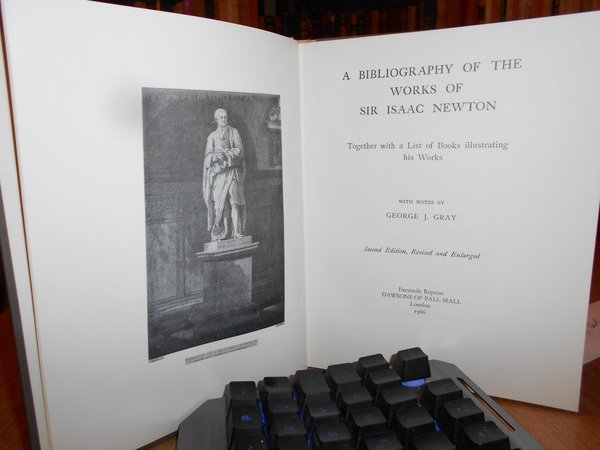 A BIBLIOGRAPHY OF THE
WORKS OF
SIR ISAAC NEWTON
Together with a List of Books illustrating
his Works
WITH NOTES BY
GEORGE J. GRAY
Second Edition, Revised and Enlarged
Facsimile Reprint
DAWSONS OF PALL MALL
London
1966